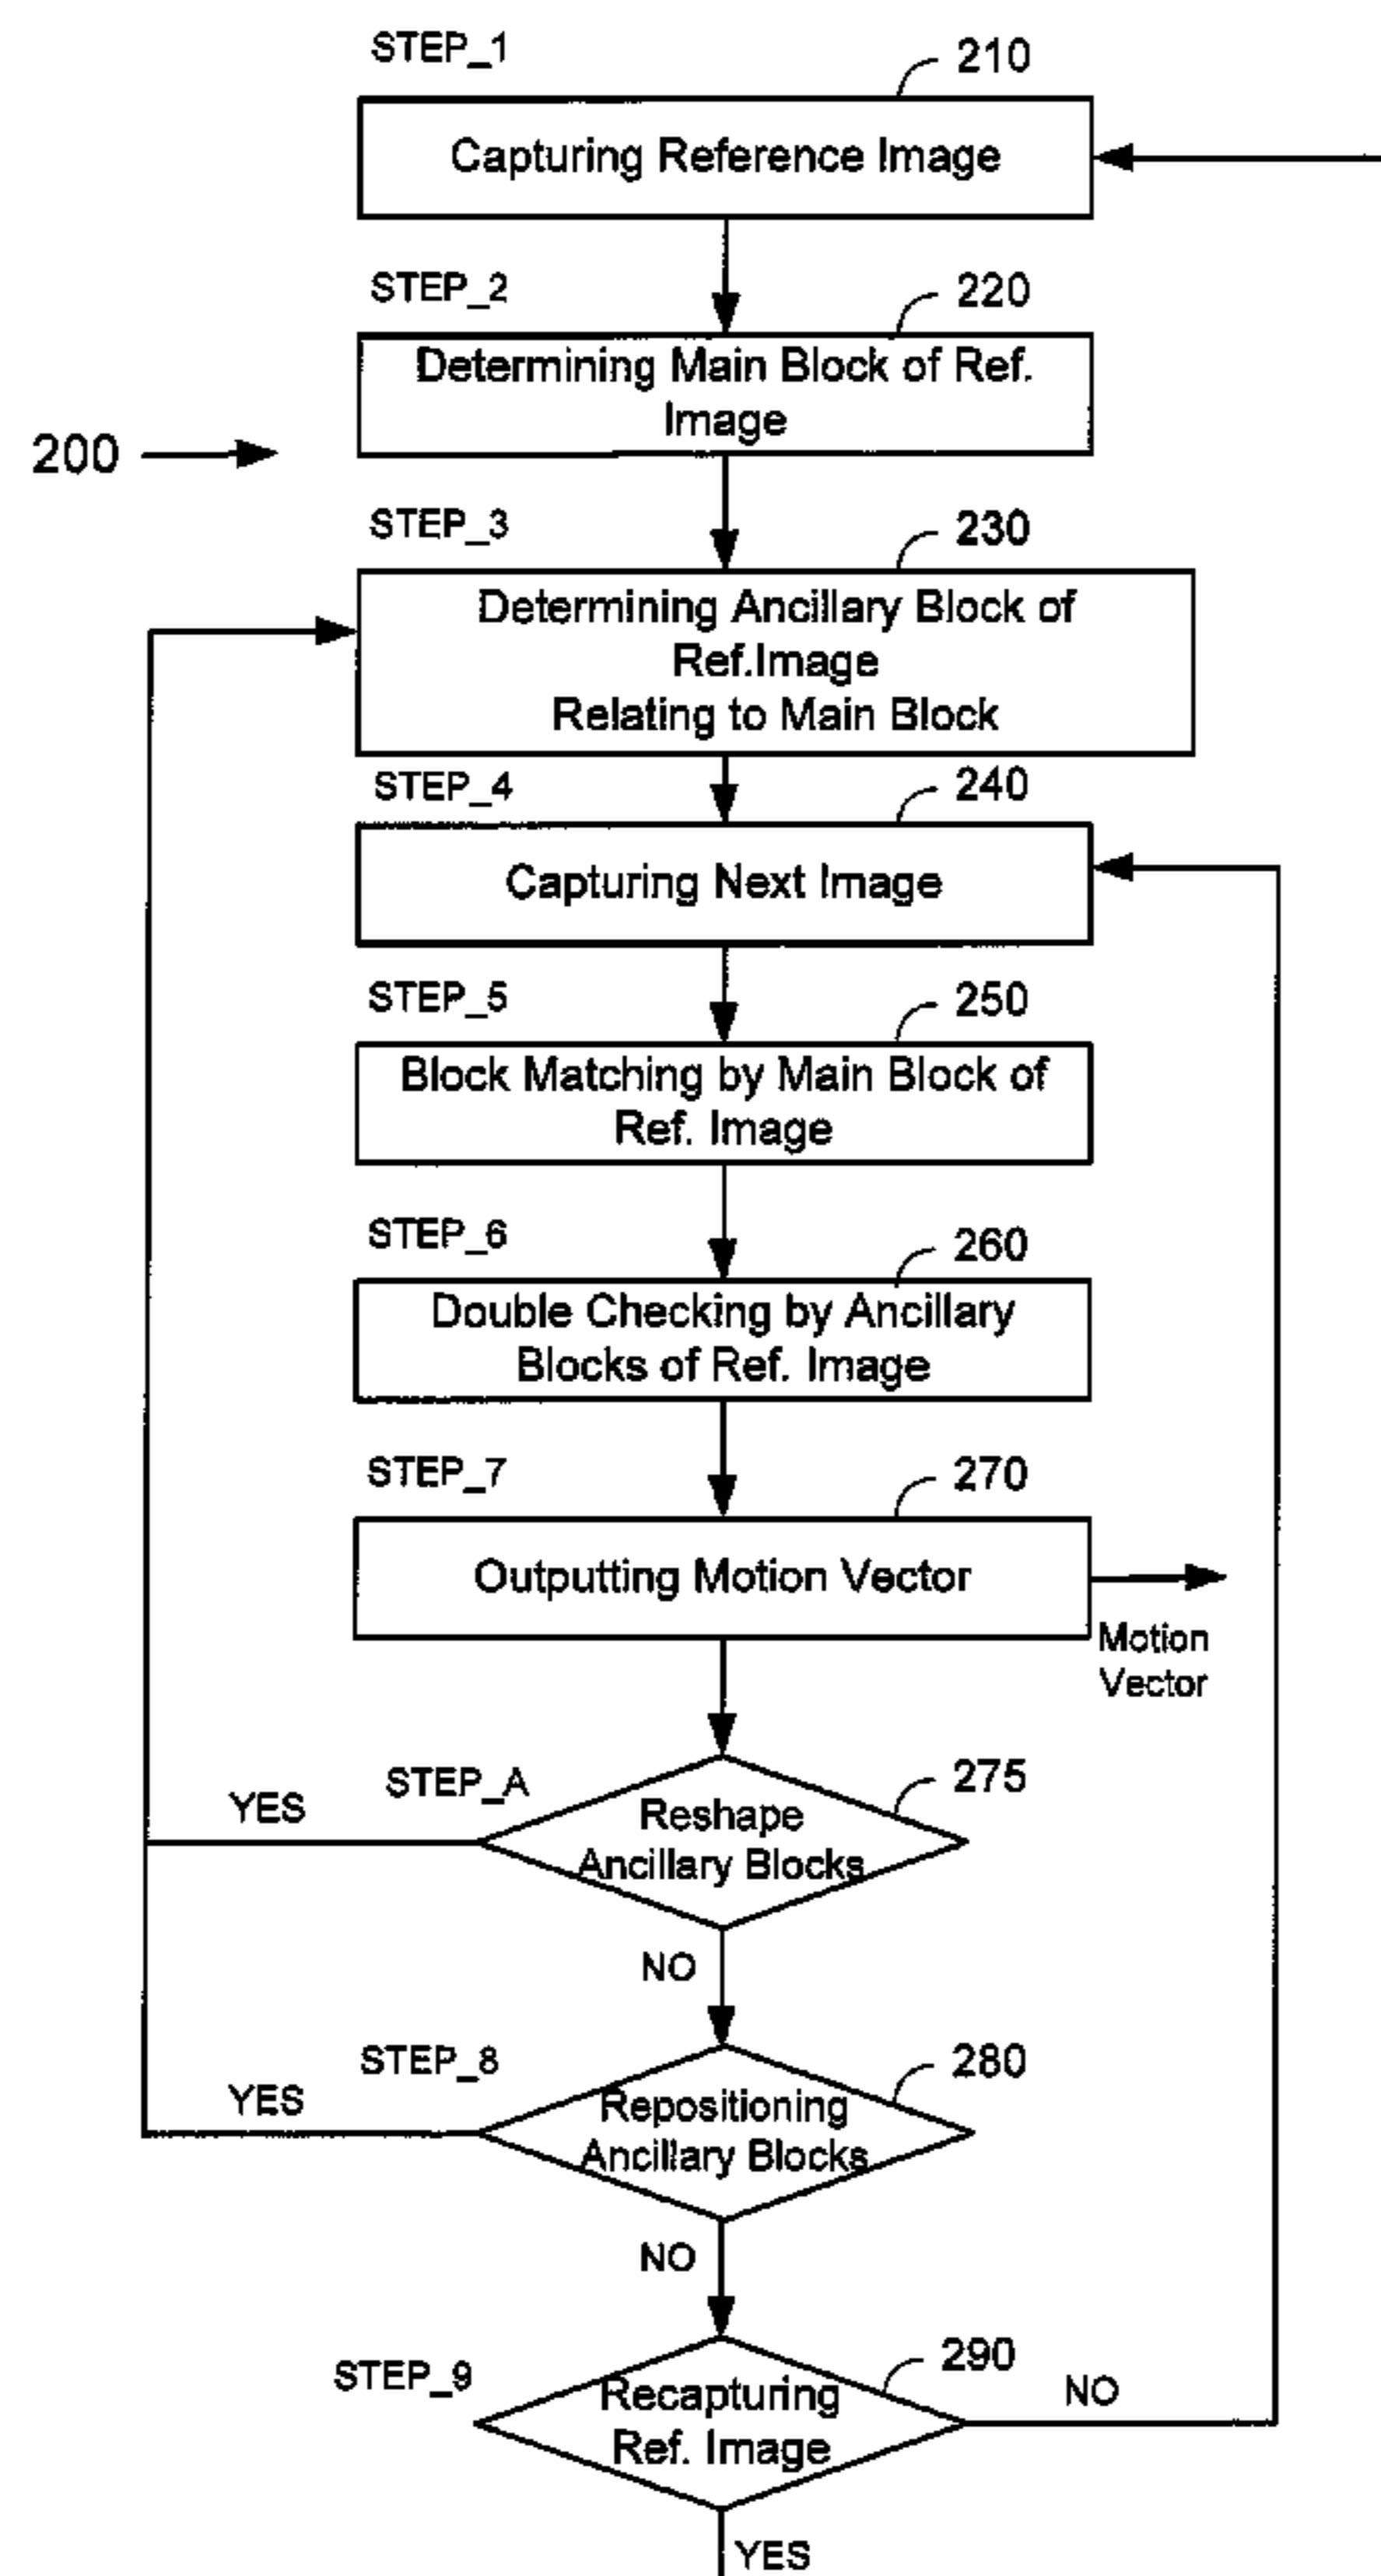 STEP_1
210
Capturing Reference Image
STEP_2
220
Determining Main Block of Ref.
Image
200
STEP_3
230
Determining Ancillary Block of
Ref.Image
Relating to Main Block
STEP_4
240
Capturing Next Image
STEP_5
250
Block Matching by Main Block of
Ref. Image
STEP_6
260
Double Checking by Ancillary
Blocks of Ref. Image
STEP_7
270
Outputting Motion Vector
Motion
Vector
STEP_A
275
YES
Reshape
Ancillary Blocks
NO
STEP_8
280
YES
Repositioning
Ancillary Blocks
NO
STEP_9
290
Recapturing
Ref. Image
NO
YES